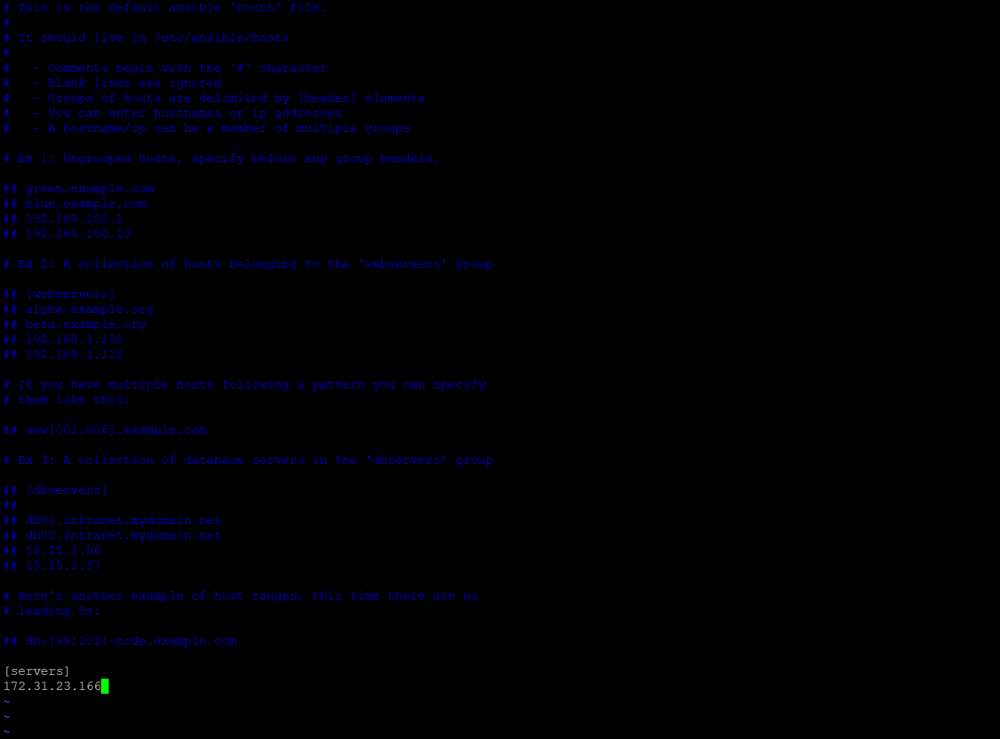 # This is the default ansible 'hosts' file.
#
# It should live in /etc/ansible/hosts
#
#   - Comments begin with the '#' character
#   - Blank lines are ignored
#   - Groups of hosts are delimited by [header] elements
#   - You can enter hostnames or ip addresses
#   - A hostname/ip can be a member of multiple groups
# Ex 1: Ungrouped hosts, specify before any group headers.
## green.example.com
## blue.example.com
## 192.168.100.1
## 192.168.100.10
# Ex 2: A collection of hosts belonging to the 'webservers' group
## [webservers]
## alpha.example.org
## beta.example.org
## 192.168.1.100
## 192.168.1.110
# If you have multiple hosts following a pattern you can specify
# them like this:
## www[001:006].example.com
# Ex 3: A collection of database servers in the 'dbservers' group
## [dbservers]
##
## db01.intranet.mydomain.net
## db02.intranet.mydomain.net
## 10.25.1.56
## 10.25.1.57
# Here's another example of host ranges, this time there are no
# leading 0s:
## db-[99:101]-node.example.com
[servers]
172.31.23.166
~
~
~